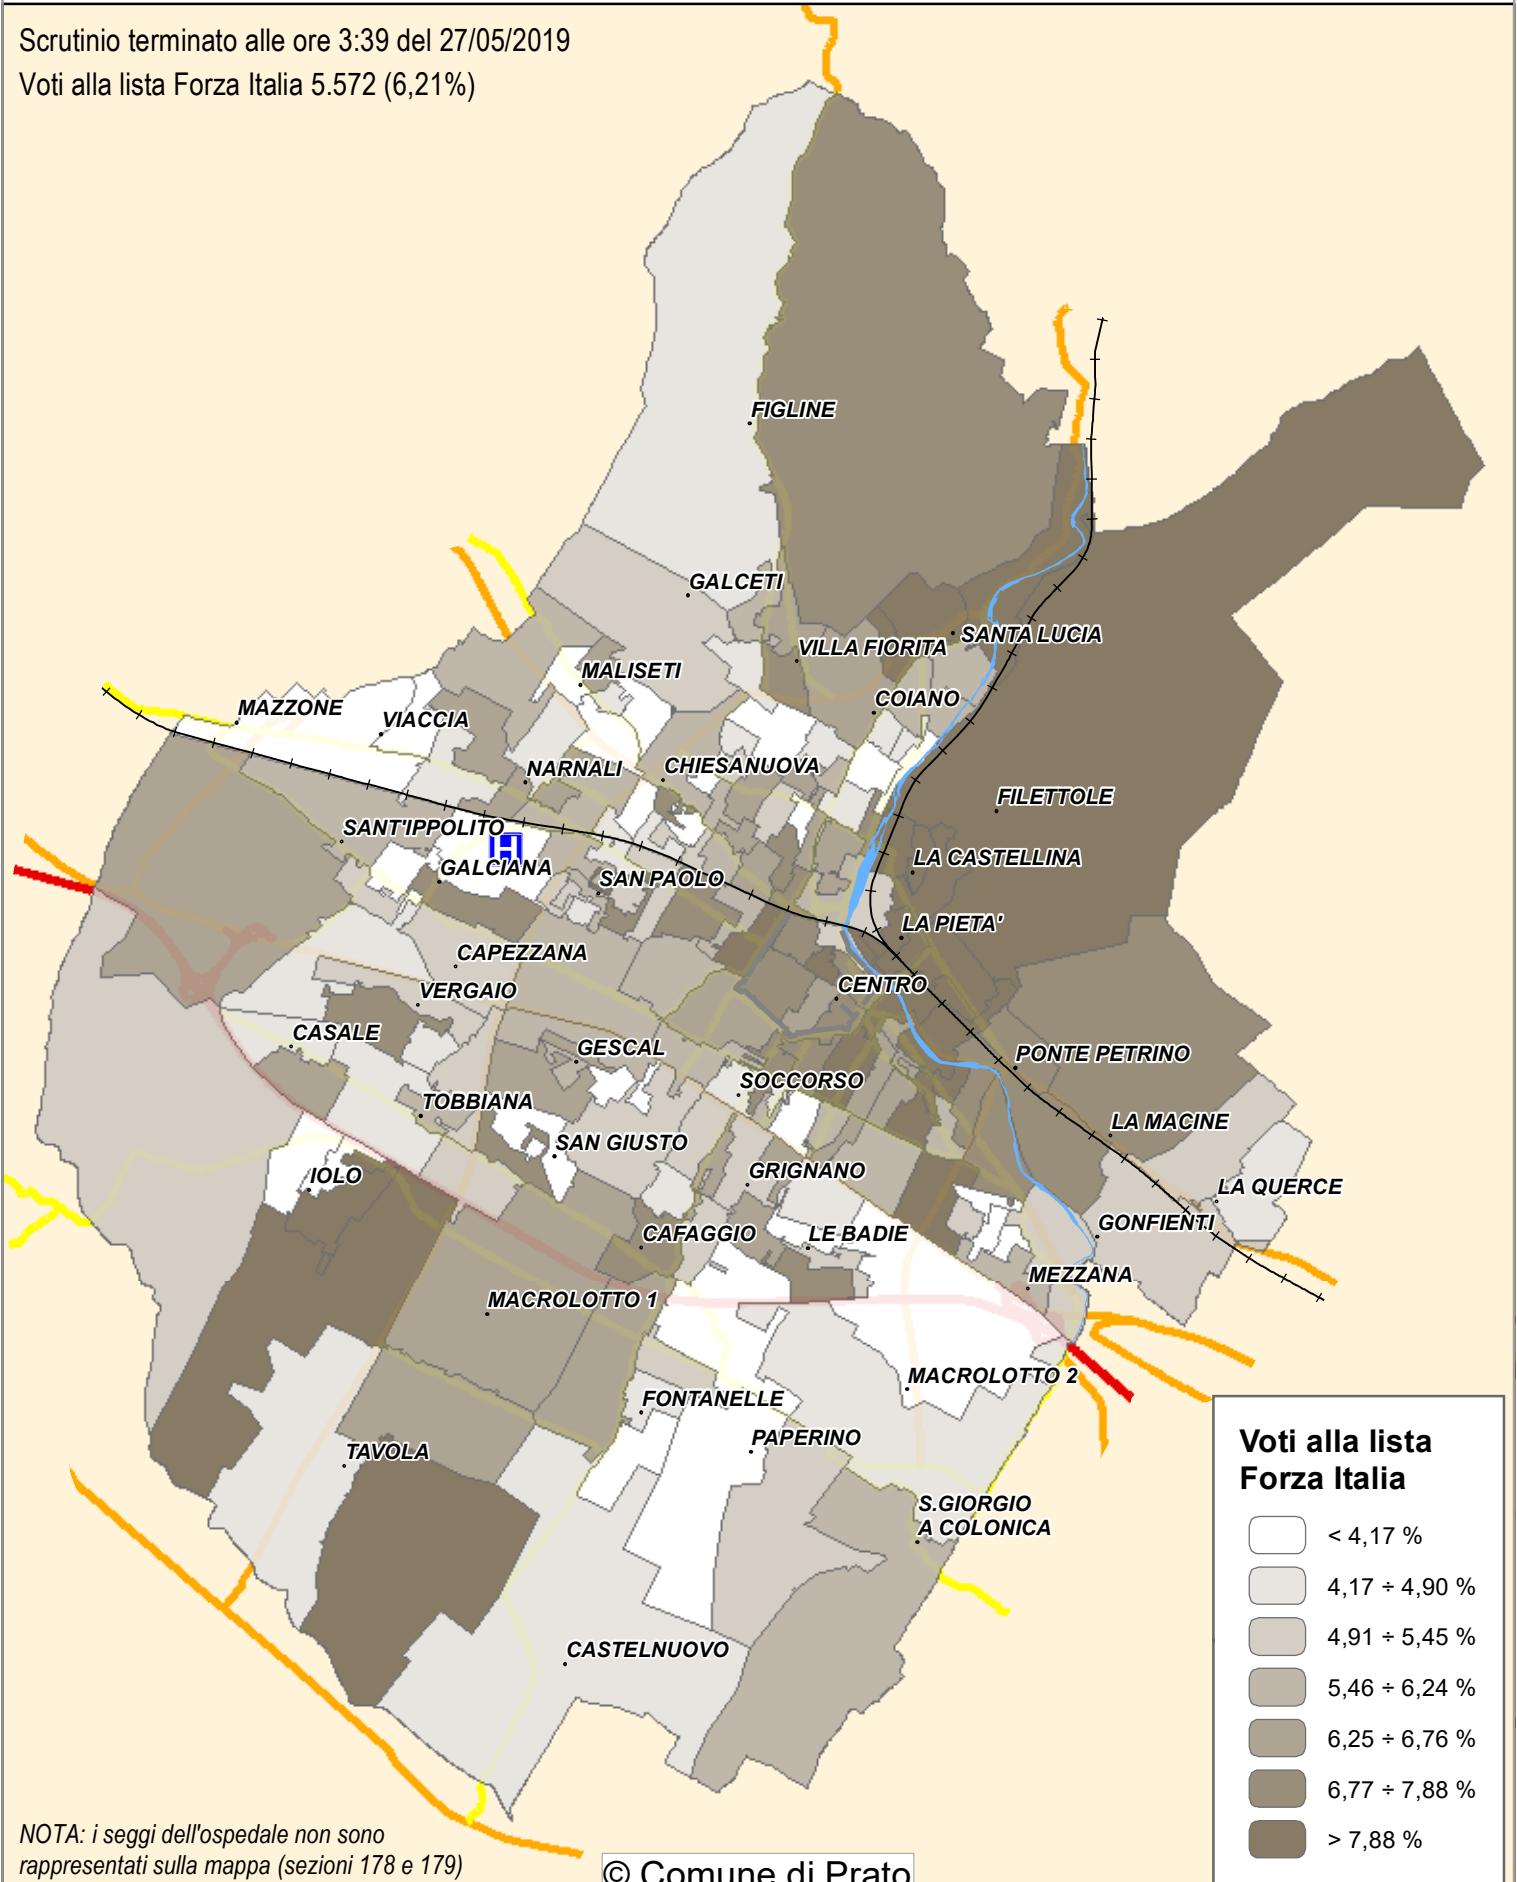 Scrutinio terminato alle ore 3:39 del 27/05/2019
Voti alla lista Forza Italia 5.572 (6,21%)
FIGLINE
GALCETI
SANTA LUCIA
VILLA FIORITA
MALISETI
COIANO
MAZZONE
VIACCIA
NARNALI
CHIESANUOVA
FILETTOLE
SANT'IPPOLITO
H
LA CASTELLINA
GALCIANA
SAN PAOLO
LA PIETA'
CAPEZZANA
CENTRO
VERGAIO
CASALE
GESCAL
PONTE PETRINO
SOCCORSO
TOBBIANA
LA MACINE
SAN GIUSTO
IOLO
GRIGNANO
LA QUERCE
GONFIENTI
CAFAGGIO
LE BADIE
MEZZANA
MACROLOTTO 1
MACROLOTTO 2
FONTANELLE
PAPERINO
TAVOLA
S.GIORGIO
A COLONICA
CASTELNUOVO
Voti alla lista
Forza Italia
< 4,17 %
4,17 ÷ 4,90 %
4,91 ÷ 5,45 %
5,46 ÷ 6,24 %
6,25 ÷ 6,76 %
6,77 ÷ 7,88 %
> 7,88 %
NOTA: i seggi dell'ospedale non sono
rappresentati sulla mappa (sezioni 178 e 179)
© Comune di Prato